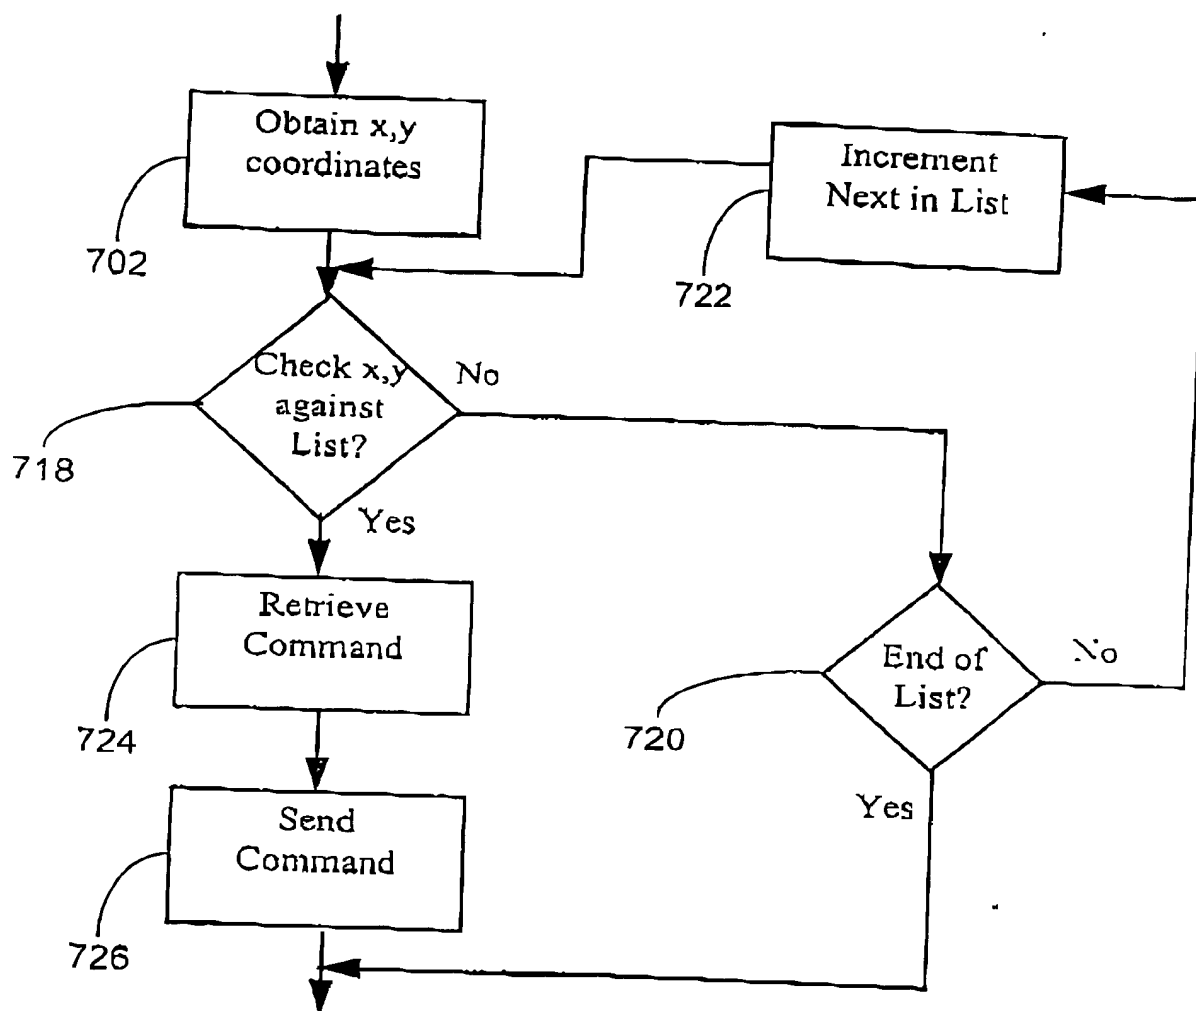 Obtain x,y
coordinates
702
Increment
Next in List
722
Check x,y
against
List?
No
718
Yes
Retrieve
Command
724
End of
List?
No
720
Yes
Send
Command
726